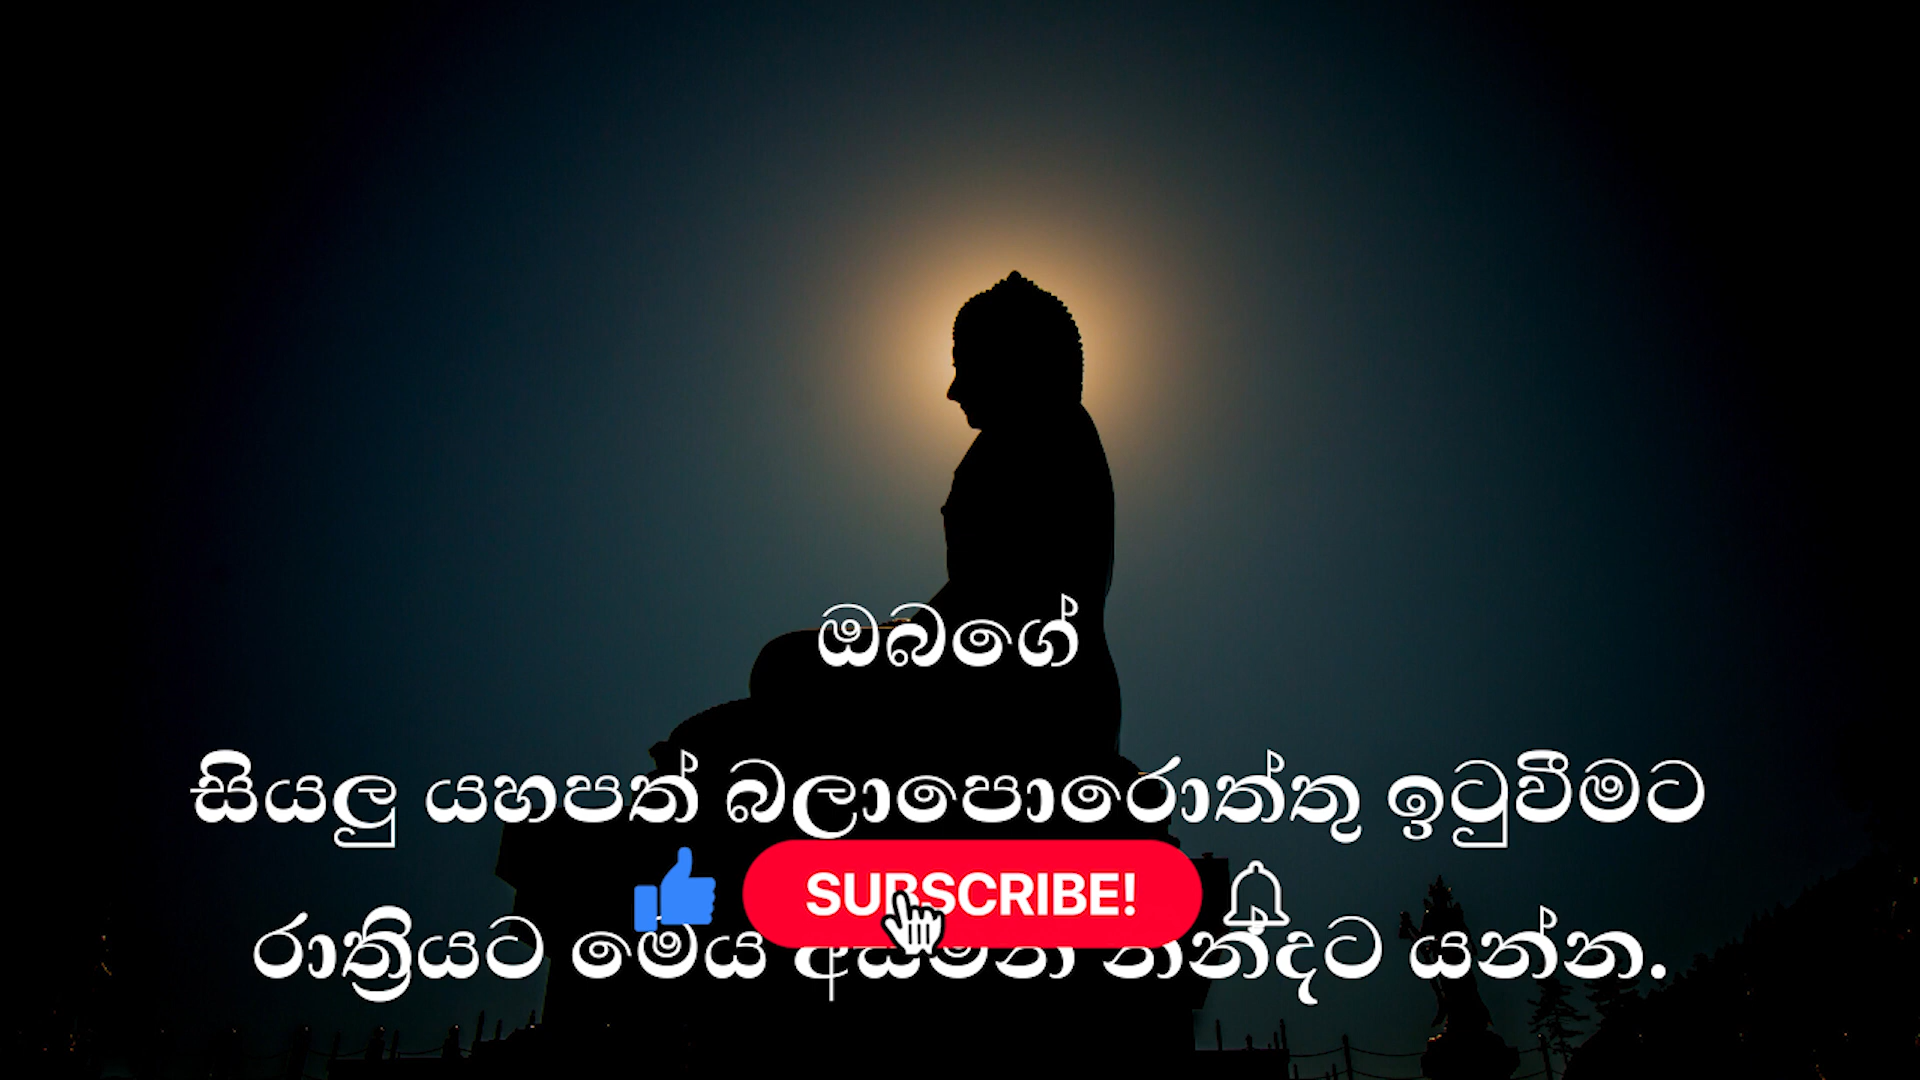 ඔබගේ
සියලු යහපත් බලාපොරොත්තු ඉටුවීමට
SUBSCRIBE!
රාත්‍රියට මෙය යන්න.